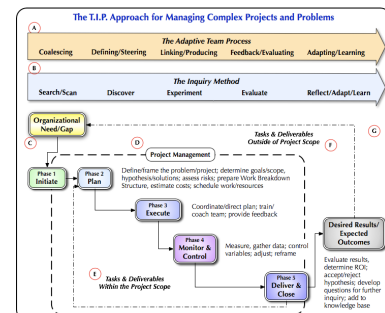 The T.I.P. Approach for Managing Complex Projects and Problems
A
The Adaptive Team Process
Coalescing Defining/Steering Linking/Producing Feedback/Evaluating Adapting/Learning
B
The Inquiry Method
Search/Scan Discover Experiment Evaluate Reflect/Adapt/Learn
Organizational
Need/Gap
G
Tasks & Deliverables
Outside of Project Scope
C
D
F
Project Management
Phase 1
Initiate
Phase 2
Plan
Define/frame the problem/project; determine goals/scope,
hypothesis/solutions; assess risks; prepare Work Breakdown
Structure, estimate costs; schedule work/resources
Phase 3
Execute
Coordinate/direct plan; train/
coach team; provide feedback
Phase 4
Monitor &
Control
Measure, gather data; control
variables; adjust; reframe
Desired Results/
Expected
Outcomes
E
Tasks & Deliverables
Within the Project Scope
Phase 5
Deliver &
Close
Evaluate results,
determine ROI;
accept/reject
hypothesis; develop
questions for further
inquiry; add to
knowledge base